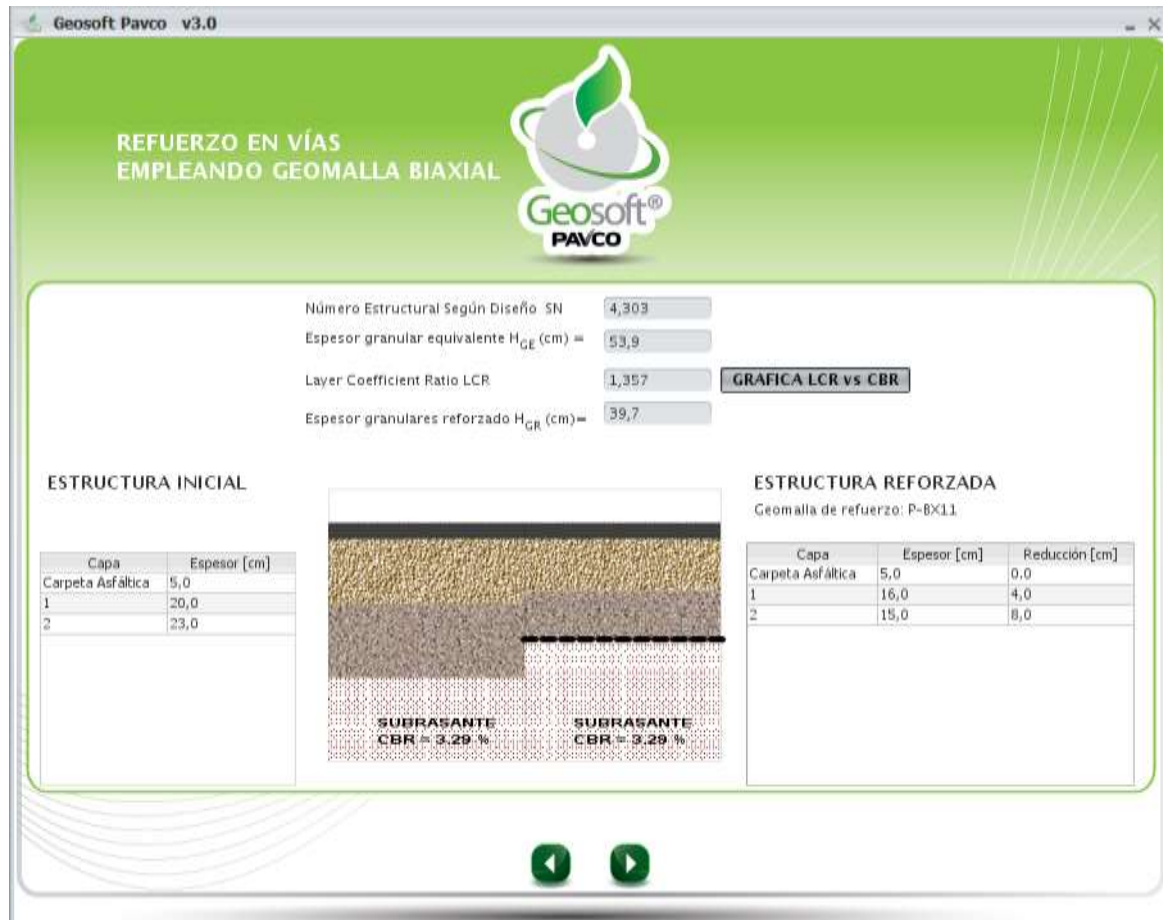 Geosoft Pavco v3.0
REFUERZO EN VÍAS
EMPLEANDO GEOMALLA BIAXIAL
Geosoft®
PAVCO
Número Estructural Según Diseño SN 4,303
Espesor granular equivalente HGE (cm) = 53,9
Layer Coefficient Ratio LCR 1,357 GRAFICA LCR vs CBR
Espesor granulares reforzado HGR (cm)= 39,7
ESTRUCTURA INICIAL
Capa Espesor [cm]
Carpeta Asfáltica 5,0
1 20,0
2 23,0
SUBRASANTE
CBR = 3.29 %
SUBRASANTE
CBR = 3.29 %
ESTRUCTURA REFORZADA
Geomalla de refuerzo: P-BX11
Capa Espesor [cm] Reducción [cm]
Carpeta Asfáltica 5,0 0.0
1 16,0 4,0
2 15,0 8,0